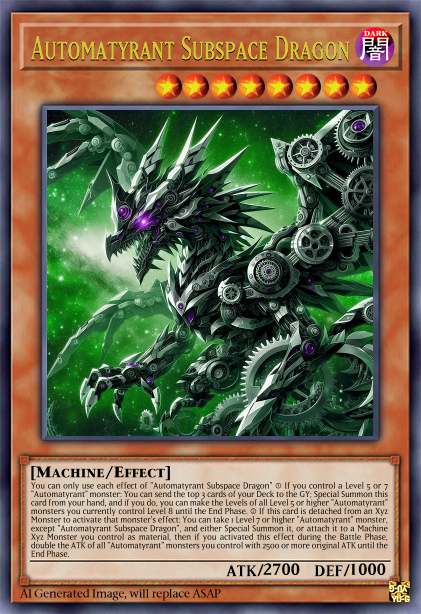 AUTOMATYRANT SUBSPACE DRAGON
DARK
闇
[MACHINE/EFFECT]
You can only use each effect of "Automatyrant Subspace Dragon" ① If you control a Level 5 or 7
"Automatyrant" monster: You can send the top 3 cards of your Deck to the GY; Special Summon this
card from your hand, and if you do, you can make the Levels of all Level 5 or higher "Automatyrant"
monsters you currently control Level 8 until the End Phase. ② If this card is detached from an Xyz
Monster to activate that monster's effect: You can take 1 Level 7 or higher "Automatyrant" monster,
except "Automatyrant Subspace Dragon", and either Special Summon it, or attach it to a Machine
Xyz Monster you control as material, then if you activated this effect during the Battle Phase,
double the ATK of all "Automatyrant" monsters you control with 2500 or more original ATK until the
End Phase.
ATK/2700 DEF/1000
AI Generated Image, will replace ASAP